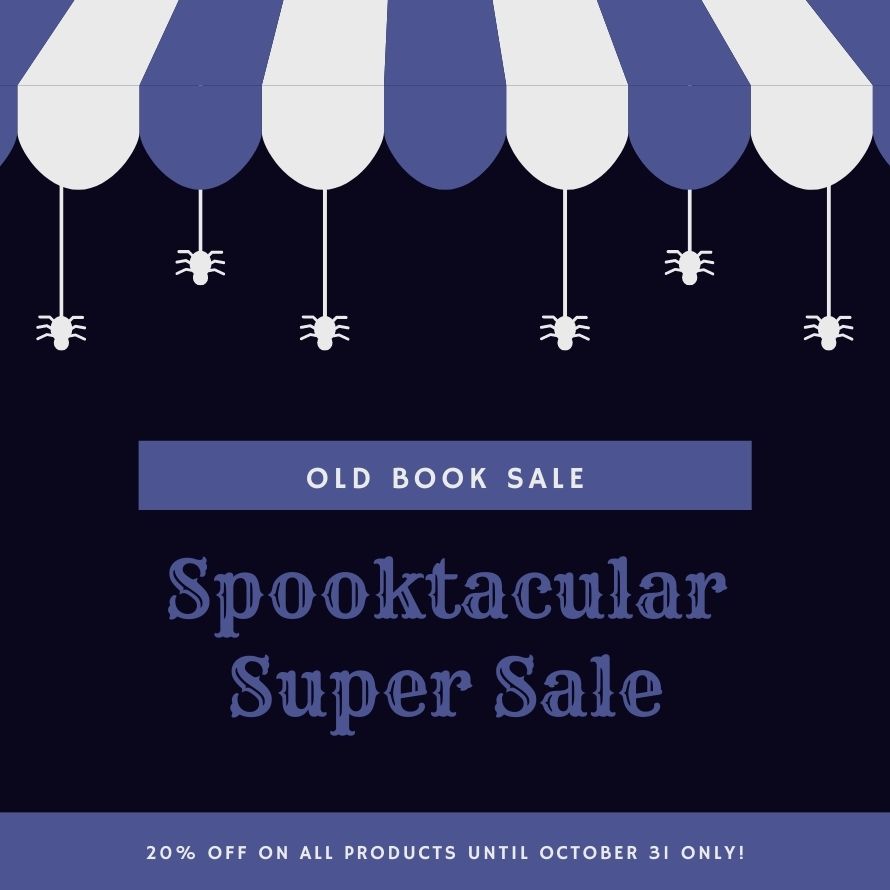 OLD BOOK SALE
Spooktacular
Super Sale
20% OFF ON ALL PRODUCTS UNTIL OCTOBER 31 ONLY!